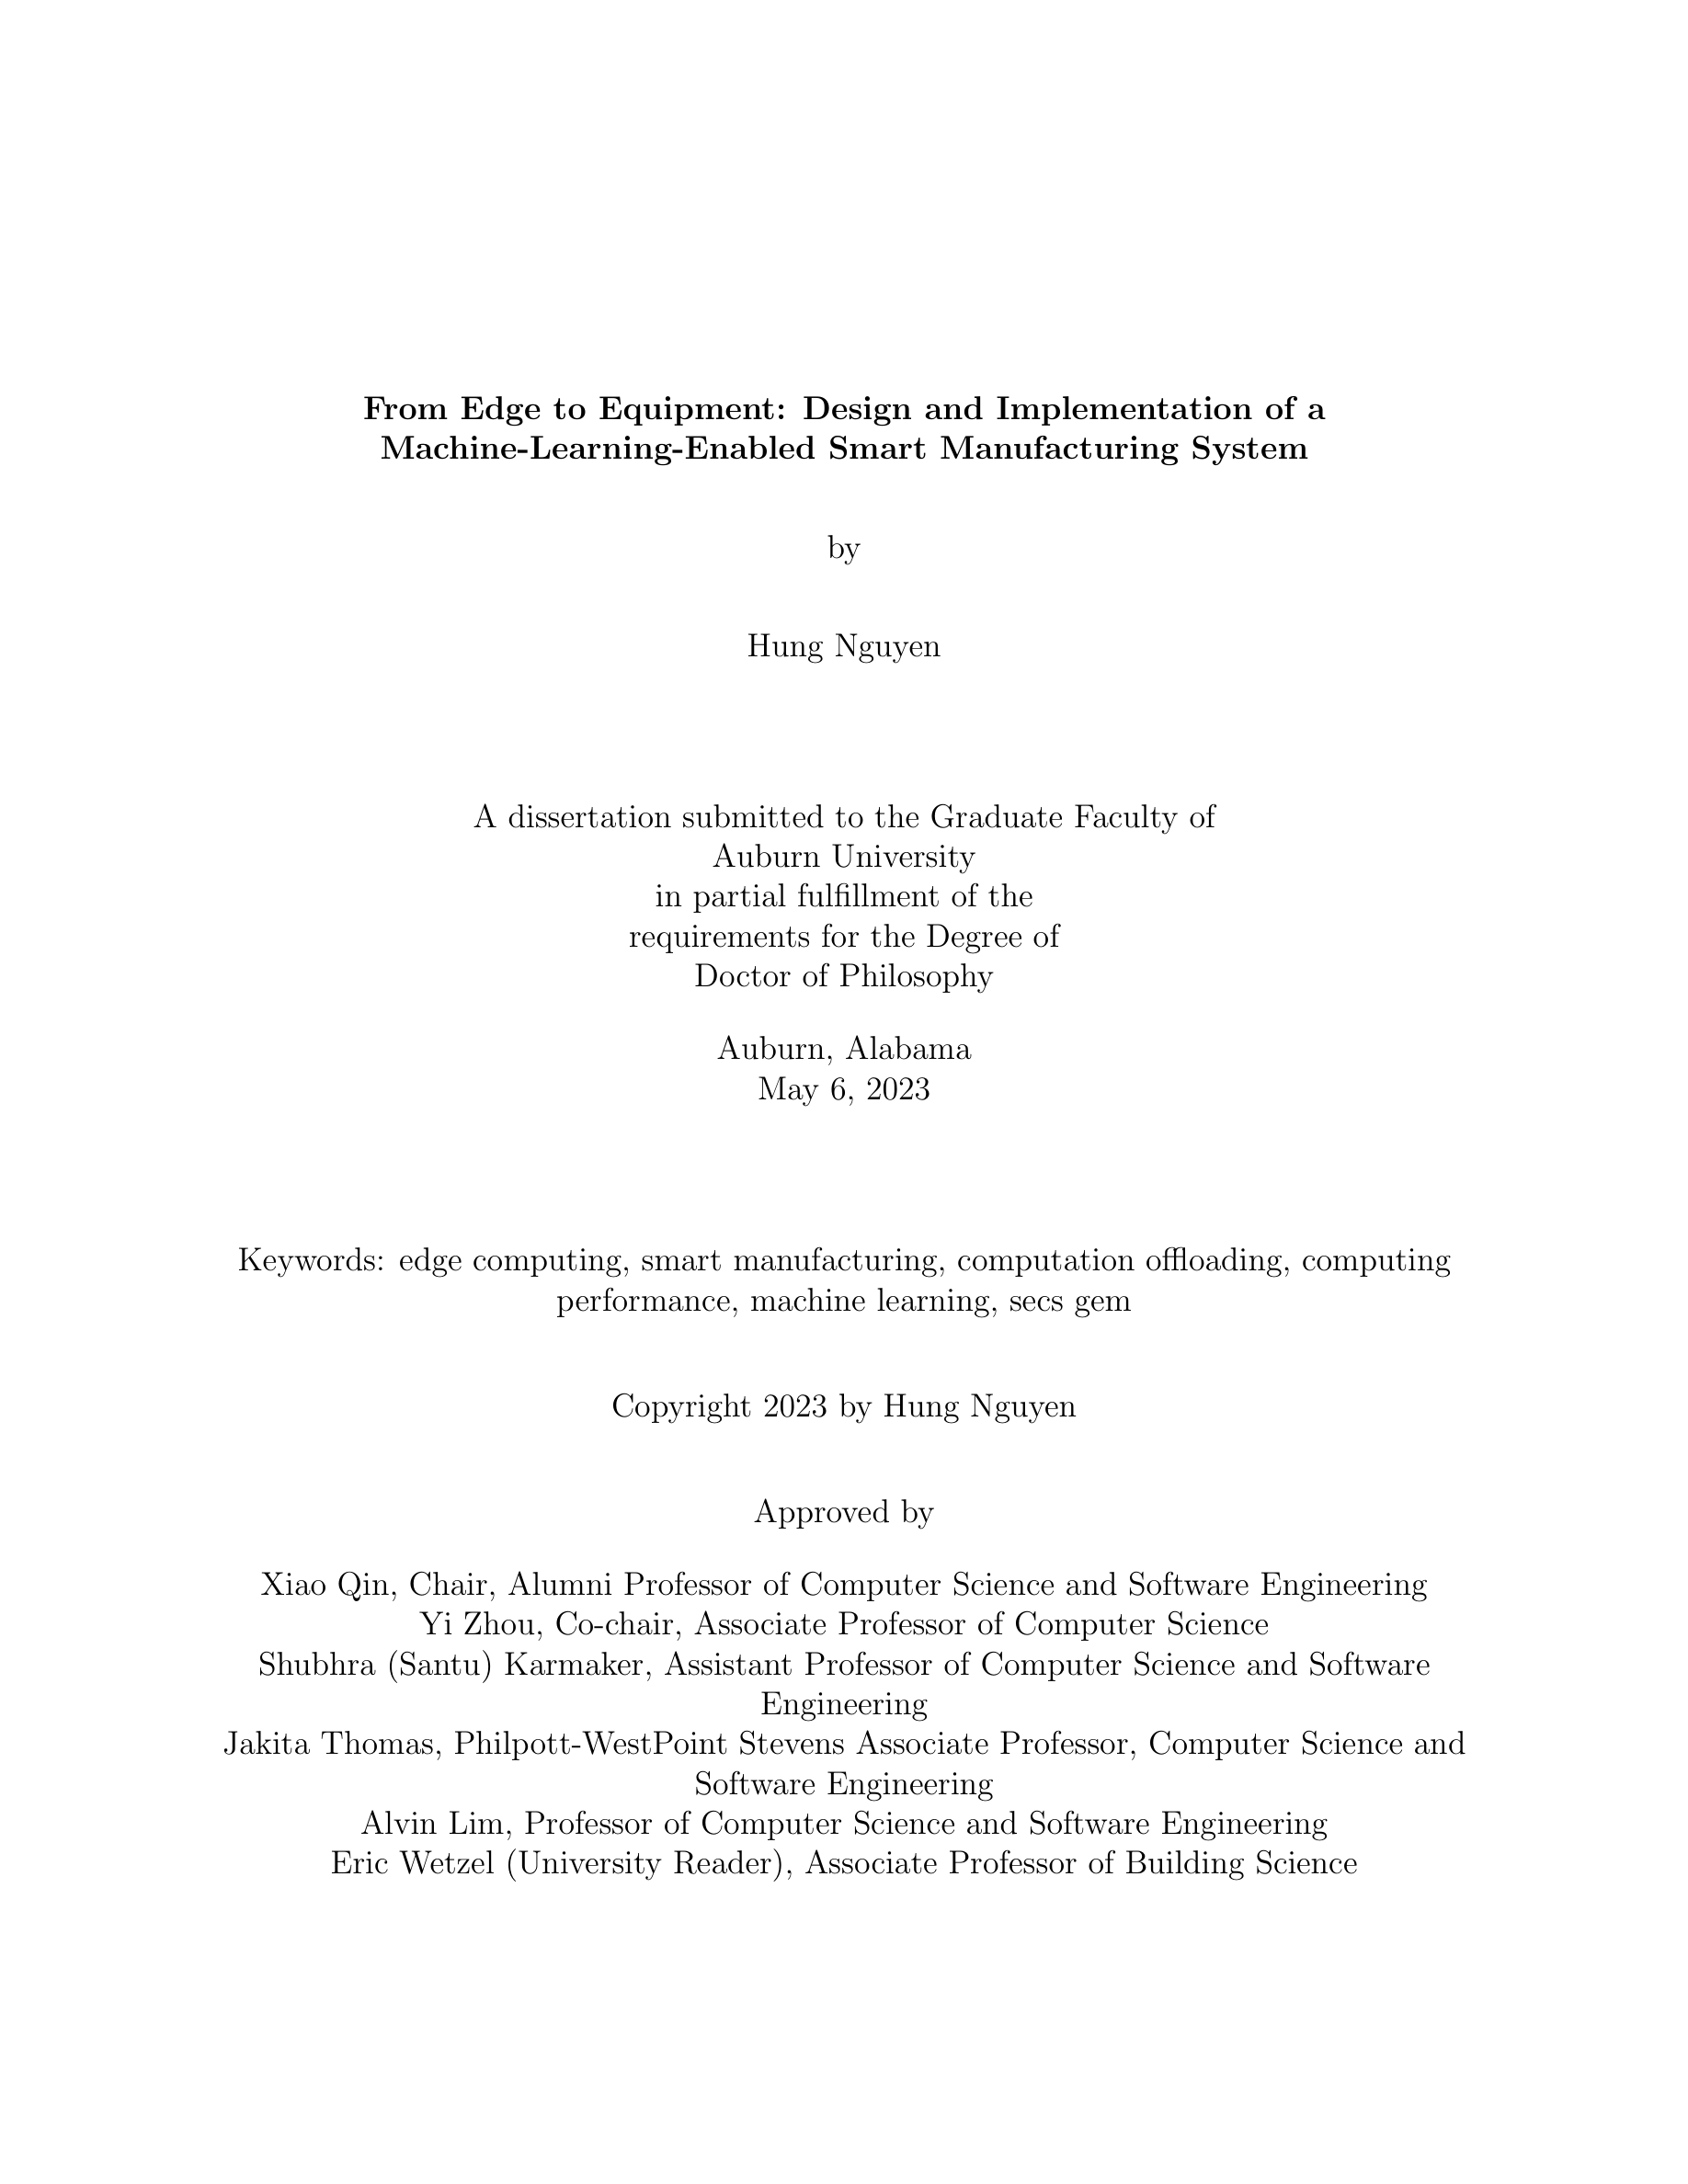 From Edge to Equipment: Design and Implementation of a
Machine-Learning-Enabled Smart Manufacturing System
by
Hung Nguyen
A dissertation submitted to the Graduate Faculty of
Auburn University
in partial fulfillment of the
requirements for the Degree of
Doctor of Philosophy
Auburn, Alabama
May 6, 2023
Keywords: edge computing, smart manufacturing, computation offloading, computing
performance, machine learning, secs gem
Copyright 2023 by Hung Nguyen
Approved by
Xiao Qin, Chair, Alumni Professor of Computer Science and Software Engineering
Yi Zhou, Co-chair, Associate Professor of Computer Science
Shubhra (Santu) Karmaker, Assistant Professor of Computer Science and Software
Engineering
Jakita Thomas, Philpott-WestPoint Stevens Associate Professor, Computer Science and
Software Engineering
Alvin Lim, Professor of Computer Science and Software Engineering
Eric Wetzel (University Reader), Associate Professor of Building Science